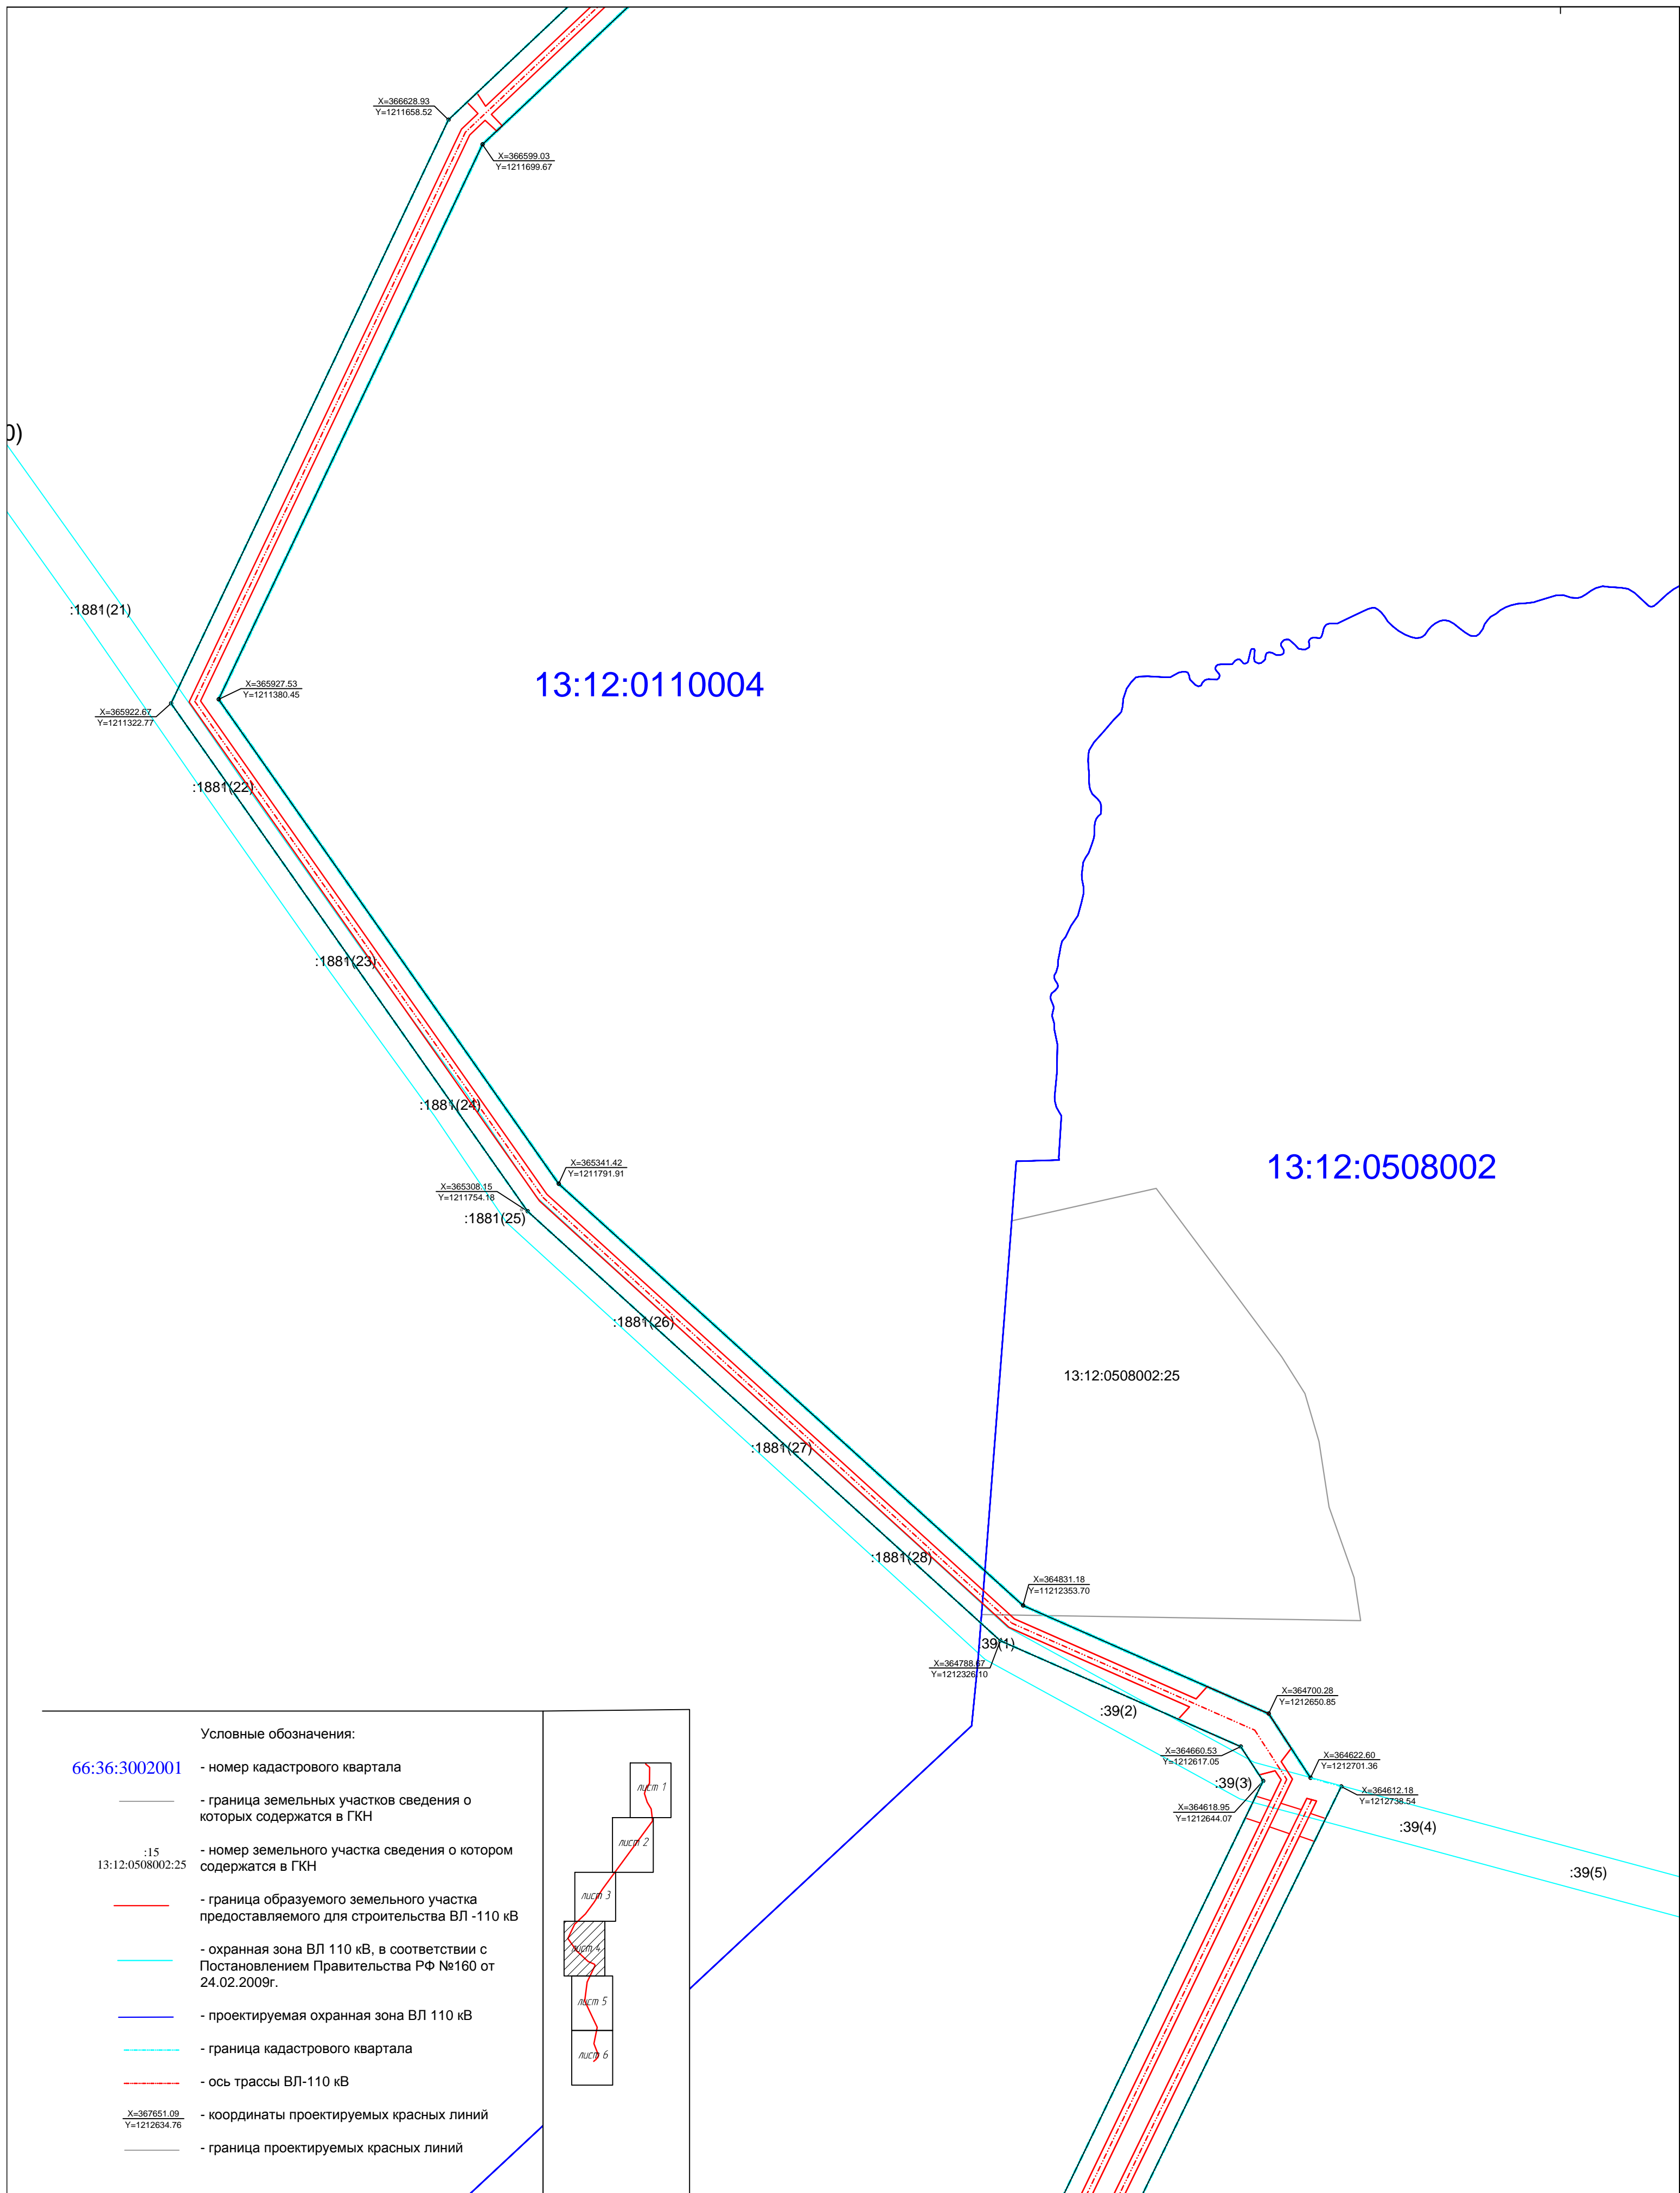 X=366628.93
Y=1211658.52
X=366599.03
Y=1211699.67
0)
:1881(21)
X=365927.53
Y=1211380.45
13:12:0110004
X=365922.67
Y=1211322.77
:1881(22)
:1881(23)
:1881(24)
X=365341.42
Y=1211791.91
13:12:0508002
X=365308.15
Y=1211754.18
:1881(25)
:1881(26)
13:12:0508002:25
:1881(27)
:1881(28)
X=364831.18
Y=11212353.70
39(1)
X=364788.67
Y=1212326.10
X=364700.28
Y=1212650.85
:39(2)
X=364660.53
Y=1212617.05
X=364622.60
Y=1212701.36
:39(3)
X=364612.18
Y=1212738.54
X=364618.95
Y=1212644.07
:39(4)
:39(5)
Условные обозначения:
66:36:3002001 - номер кадастрового квартала
- граница земельных участков сведения о
которых содержатся в ГКН
:15
13:12:0508002:25
- номер земельного участка сведения о котором
содержатся в ГКН
- граница образуемого земельного участка
предоставляемого для строительства ВЛ -110 кВ
- охранная зона ВЛ 110 кВ, в соответствии с
Постановлением Правительства РФ №160 от
24.02.2009г.
- проектируемая охранная зона ВЛ 110 кВ
- граница кадастрового квартала
- ось трассы ВЛ-110 кВ
X=367651.09
Y=1212634.76
- координаты проектируемых красных линий
- граница проектируемых красных линий
лист 1
лист 2
лист 3
лист 4
лист 5
лист 6